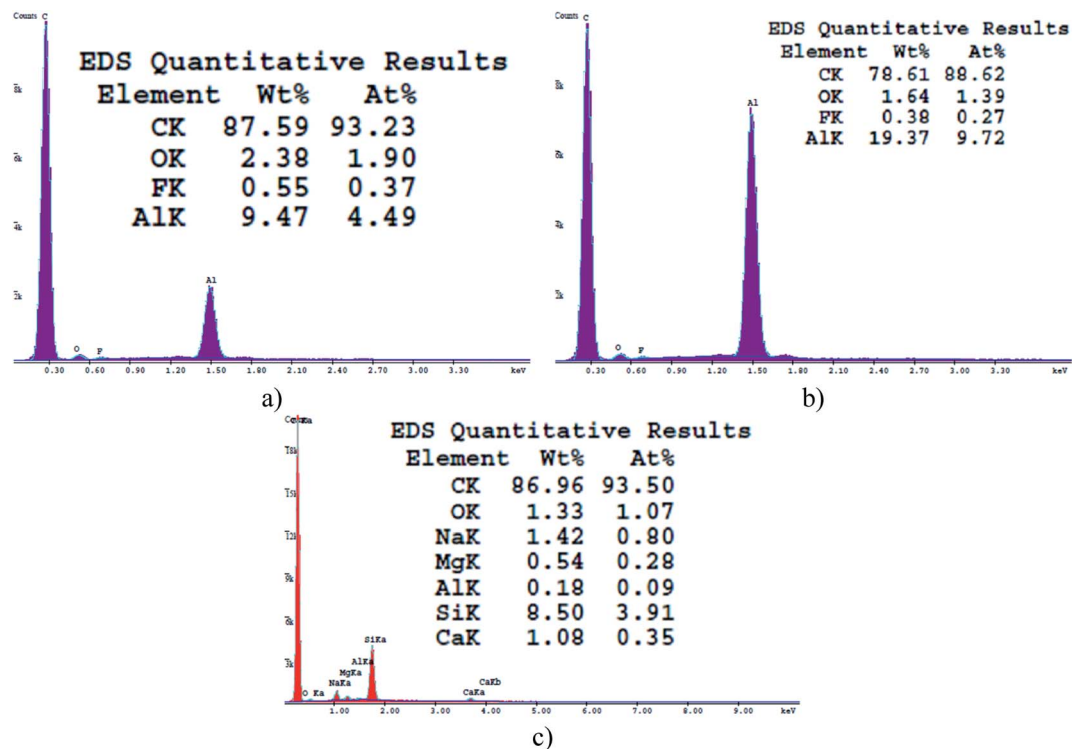 Counts
C
EDS Quantitative Results
Element Wt% At%
CK 87.59 93.23
OK 2.38 1.90
FK 0.55 0.37
AlK 9.47 4.49
Al
O
F
0.30 0.60 0.90 1.20 1.50 1.80 2.10 2.40 2.70 3.00 3.30 keV
a)
Counts
C
EDS Quantitative Results
Element Wt% At%
CK 78.61 88.62
OK 1.64 1.39
FK 0.38 0.27
AlK 19.37 9.72
Al
O
F
0.30 0.60 0.90 1.20 1.50 1.80 2.10 2.40 2.70 3.00 3.30 keV
b)
EDS Quantitative Results
Element Wt% At%
CK 86.96 93.50
OK 1.33 1.07
NaK 1.42 0.80
MgK 0.54 0.28
AlK 0.18 0.09
SiK 8.50 3.91
CaK 1.08 0.35
SiKa
AlKa
MgKa
NaKa
O Ka
CaKb
CaKa
1.00 2.00 3.00 4.00 5.00 6.00 7.00 8.00 9.00 keV
c)